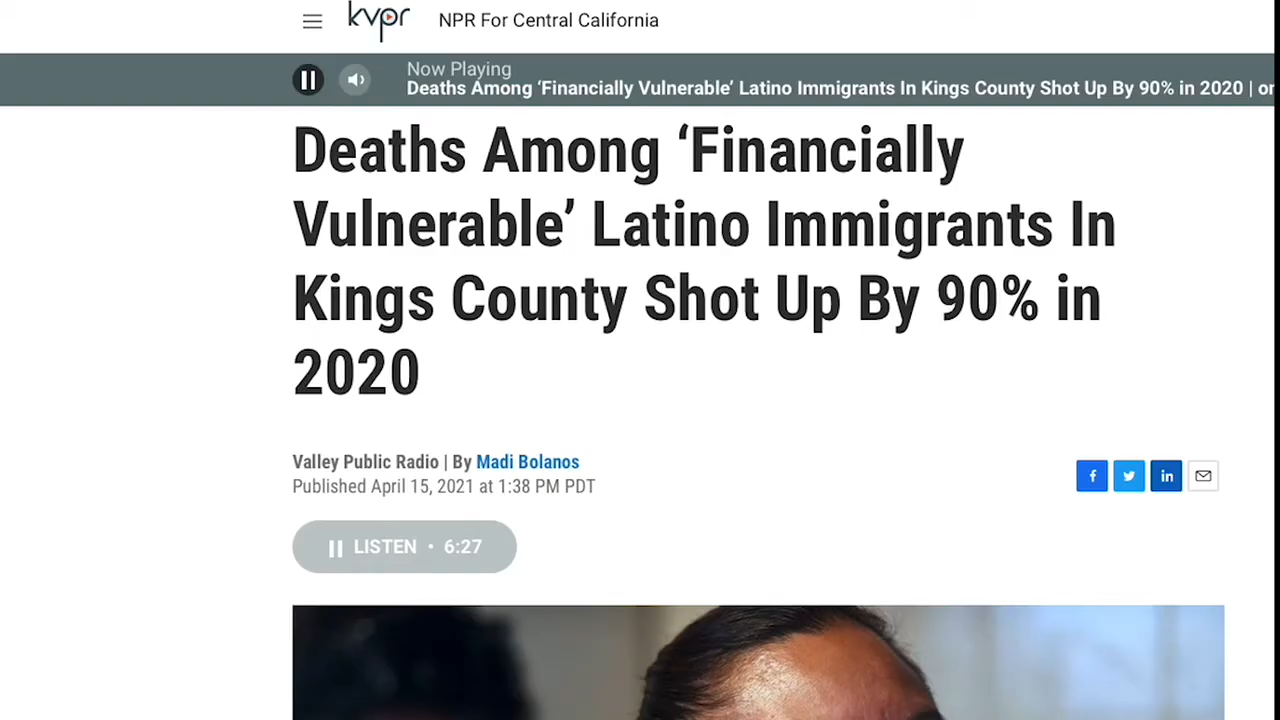 kvpr NPR For Central California
Now Playing
Deaths Among ‘Financially Vulnerable’ Latino Immigrants In Kings County Shot Up By 90% in 2020 | or
Deaths Among ‘Financially
Vulnerable’ Latino Immigrants In
Kings County Shot Up By 90% in
2020
Valley Public Radio | By Madi Bolanos
Published April 15, 2021 at 1:38 PM PDT
LISTEN • 6:27